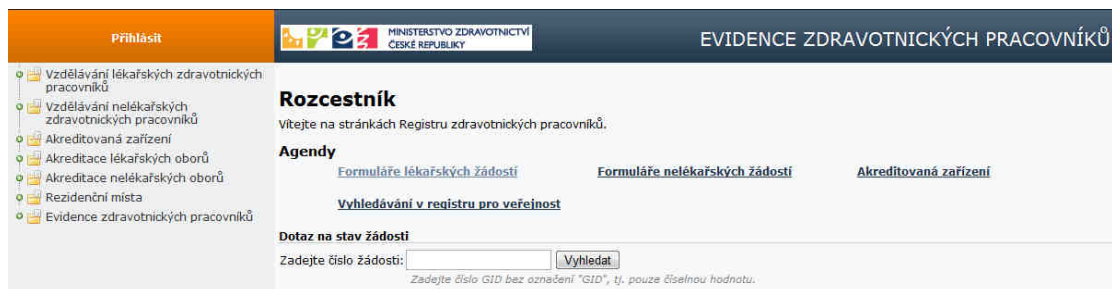 Přihlásit
MINISTERSTVO ZDRAVOTNICTVÍ
ČESKÉ REPUBLIKY
EVIDENCE ZDRAVOTNICKÝCH PRACOVNÍKŮ
Vzdělávání lékařských zdravotnických
pracovníků
Vzdělávání nelékařských
zdravotnických pracovníků
Akreditovaná zařízení
Akreditace lékařských oborů
Akreditace nelékařských oborů
Rezidenční místa
Evidence zdravotnických pracovníků
Rozcestník
Vítejte na stránkách Registru zdravotnických pracovníků.
Agendy
Formuláře lékařských žádostí
Formuláře nelékařských žádostí
Akreditovaná zařízení
Vyhledávání v registru pro veřejnost
Dotaz na stav žádosti
Zadejte číslo žádosti:
Vyhledat
Zadejte číslo GID bez označení "GID", tj. pouze číselnou hodnotu.